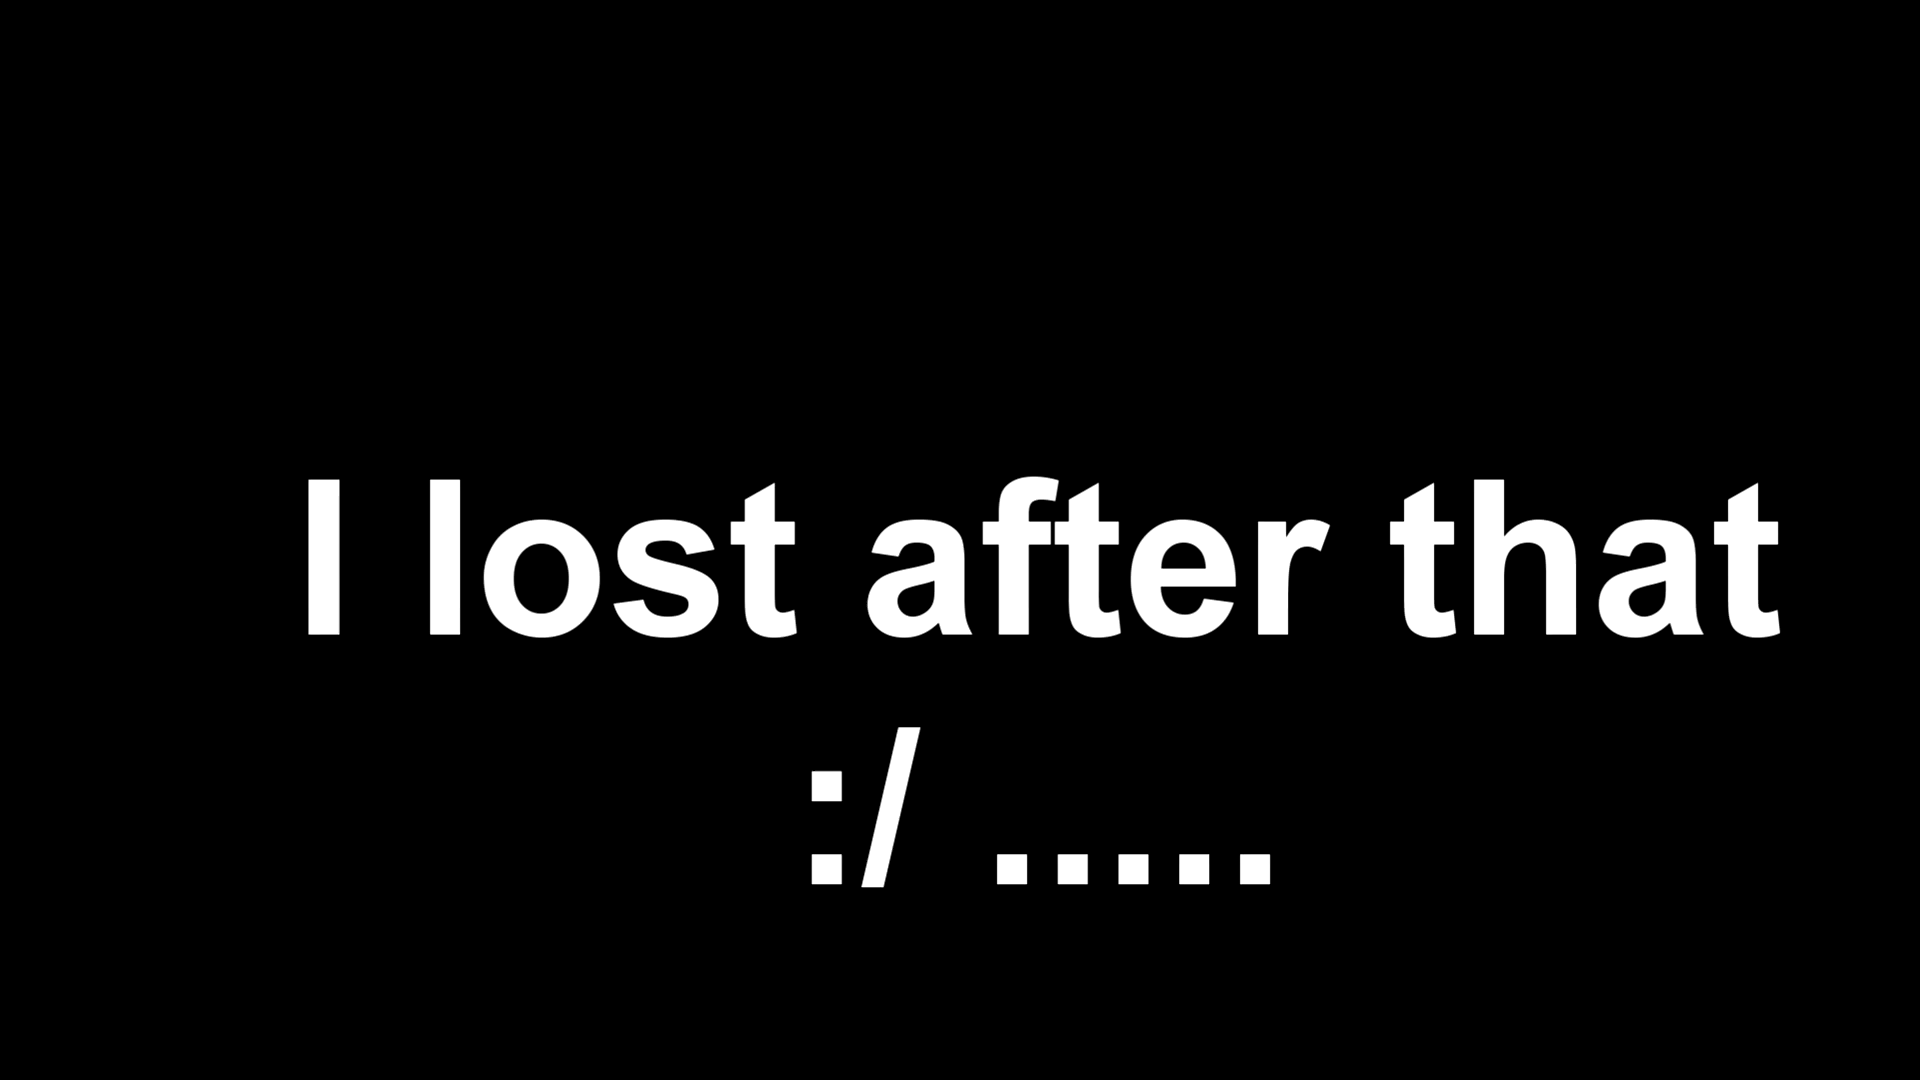 I lost after that
:/ .....